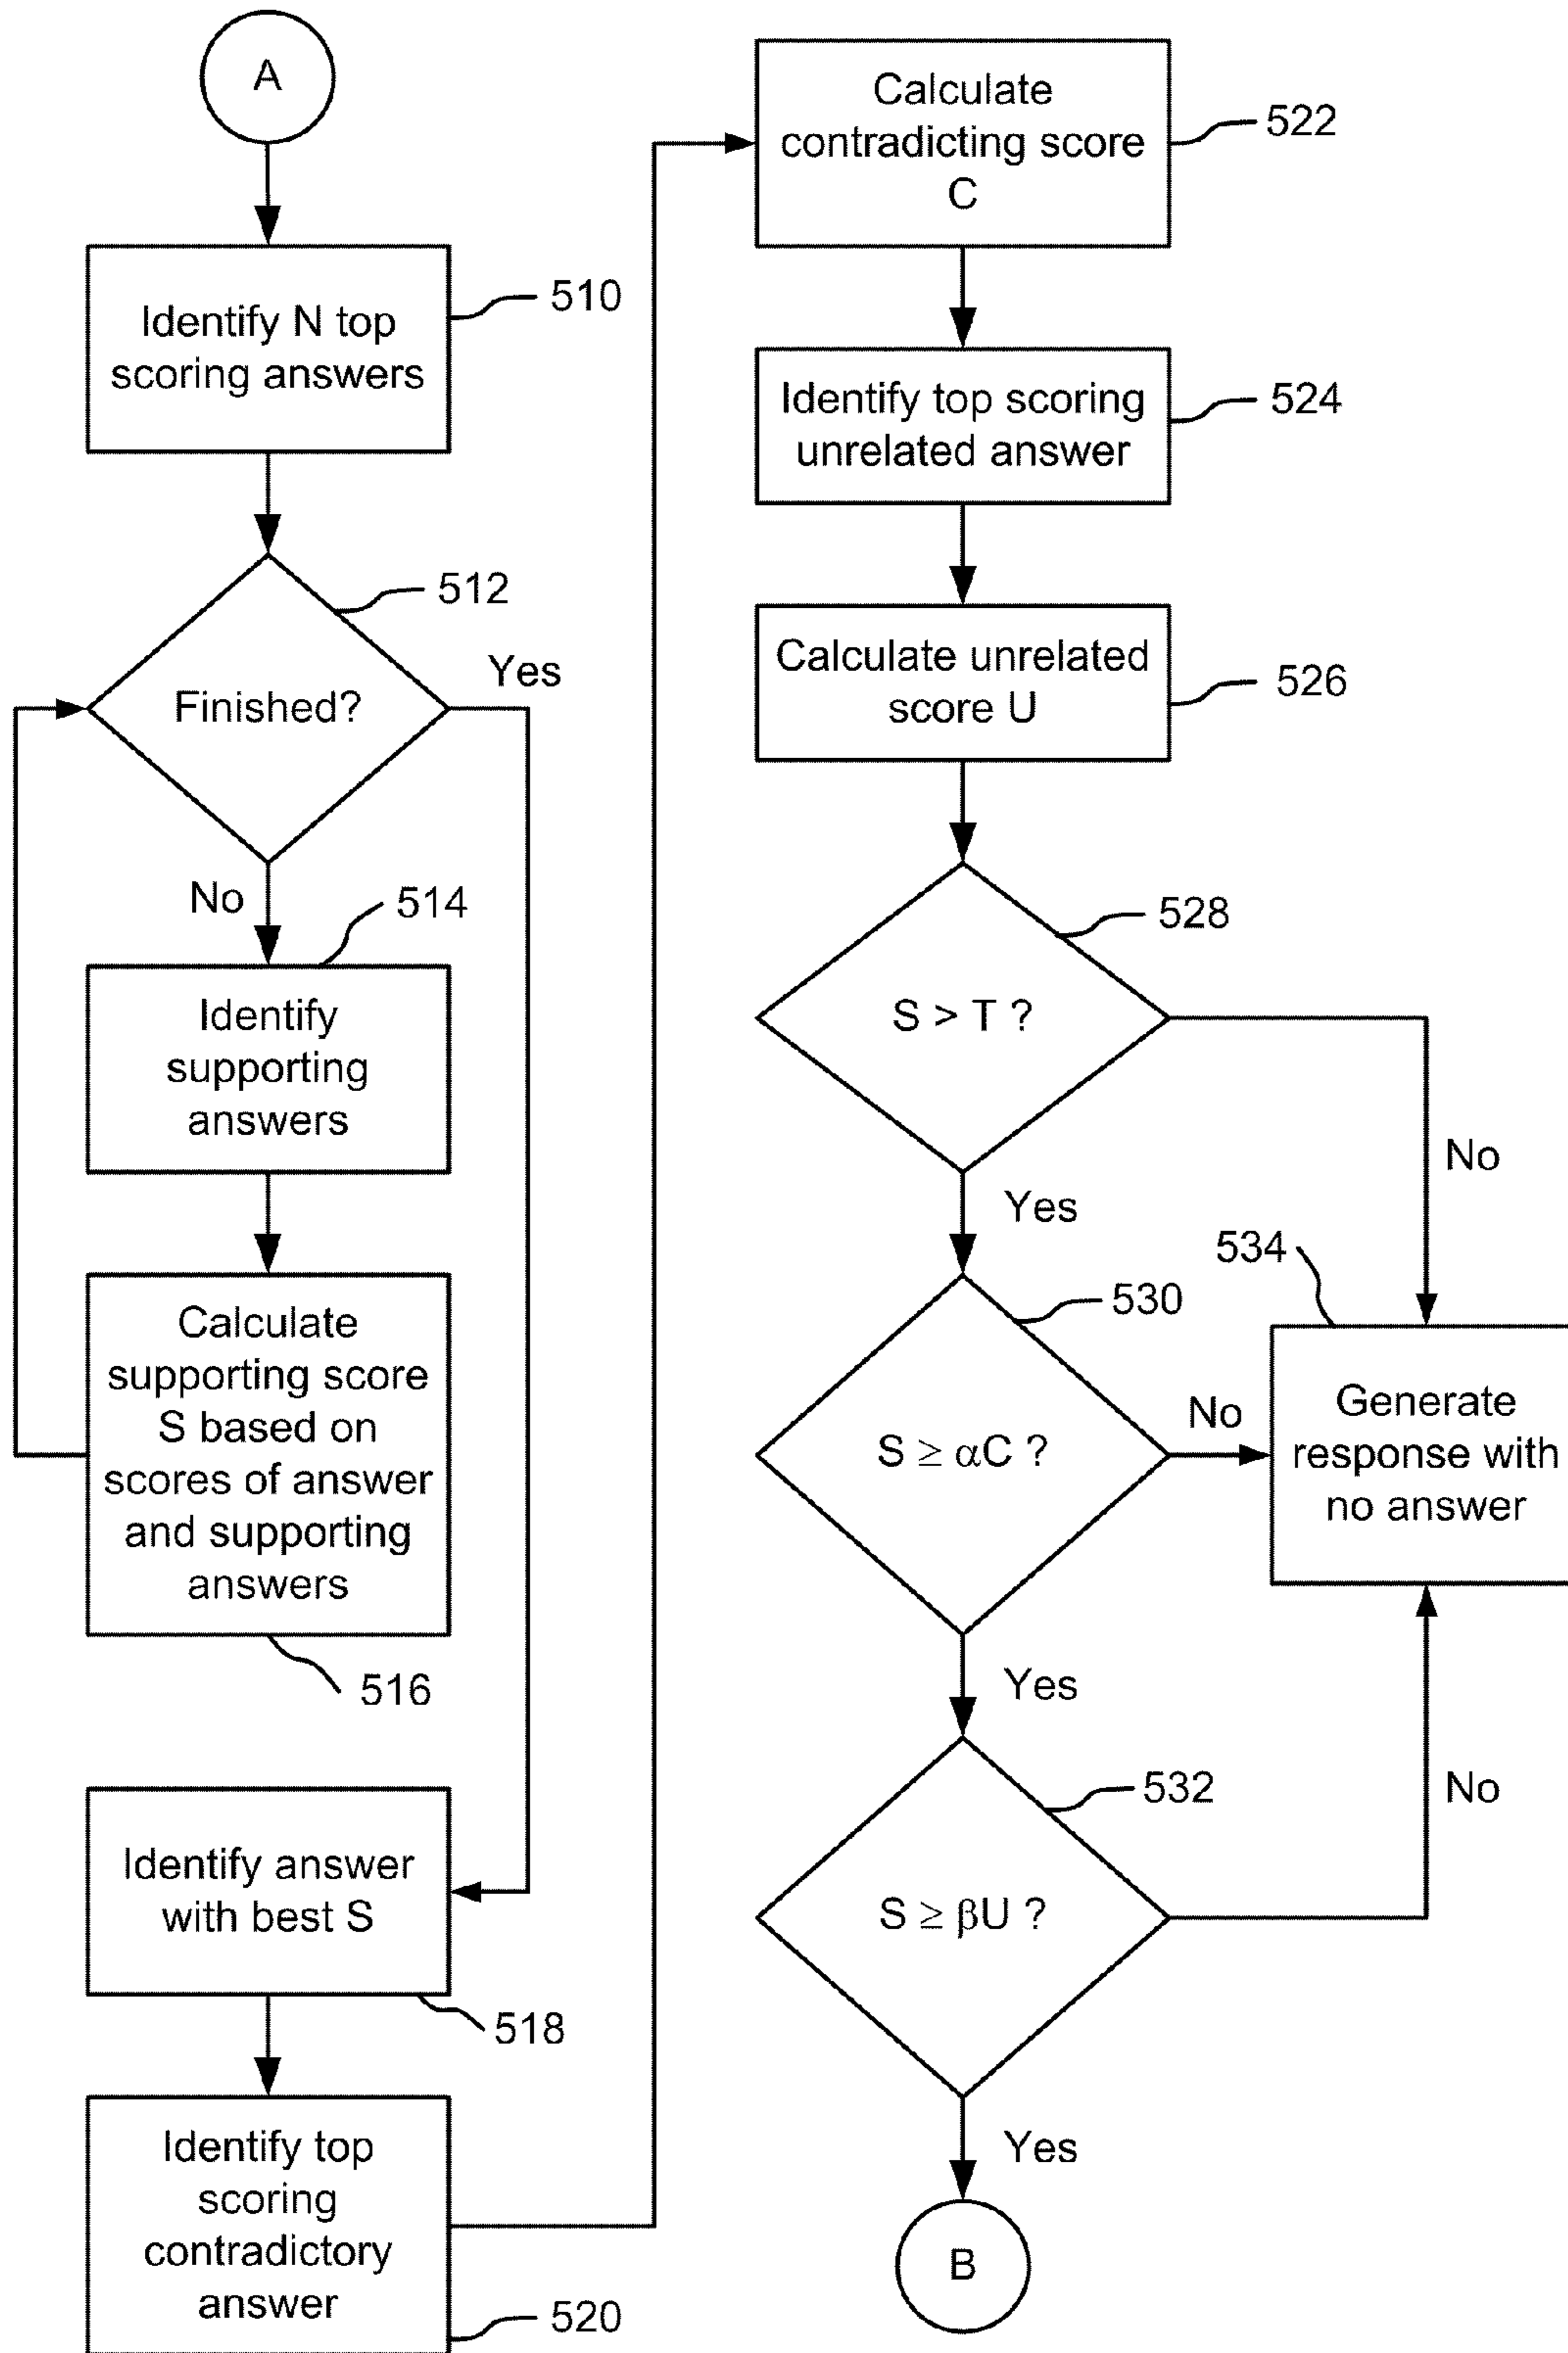 A
Identify N top
scoring answers
510
512
Finished?
Yes
No
514
Identify
supporting
answers
Calculate
supporting score
S based on
scores of answer
and supporting
answers
516
Identify answer
with best S
518
Identify top
scoring
contradictory
answer
520
Calculate
contradicting score
C
522
Identify top scoring
unrelated answer
524
Calculate unrelated
score U
526
528
S > T ?
No
Yes
530
S ≥ αC ?
No
534
Generate
response with
no answer
Yes
532
S ≥ βU ?
No
Yes
B